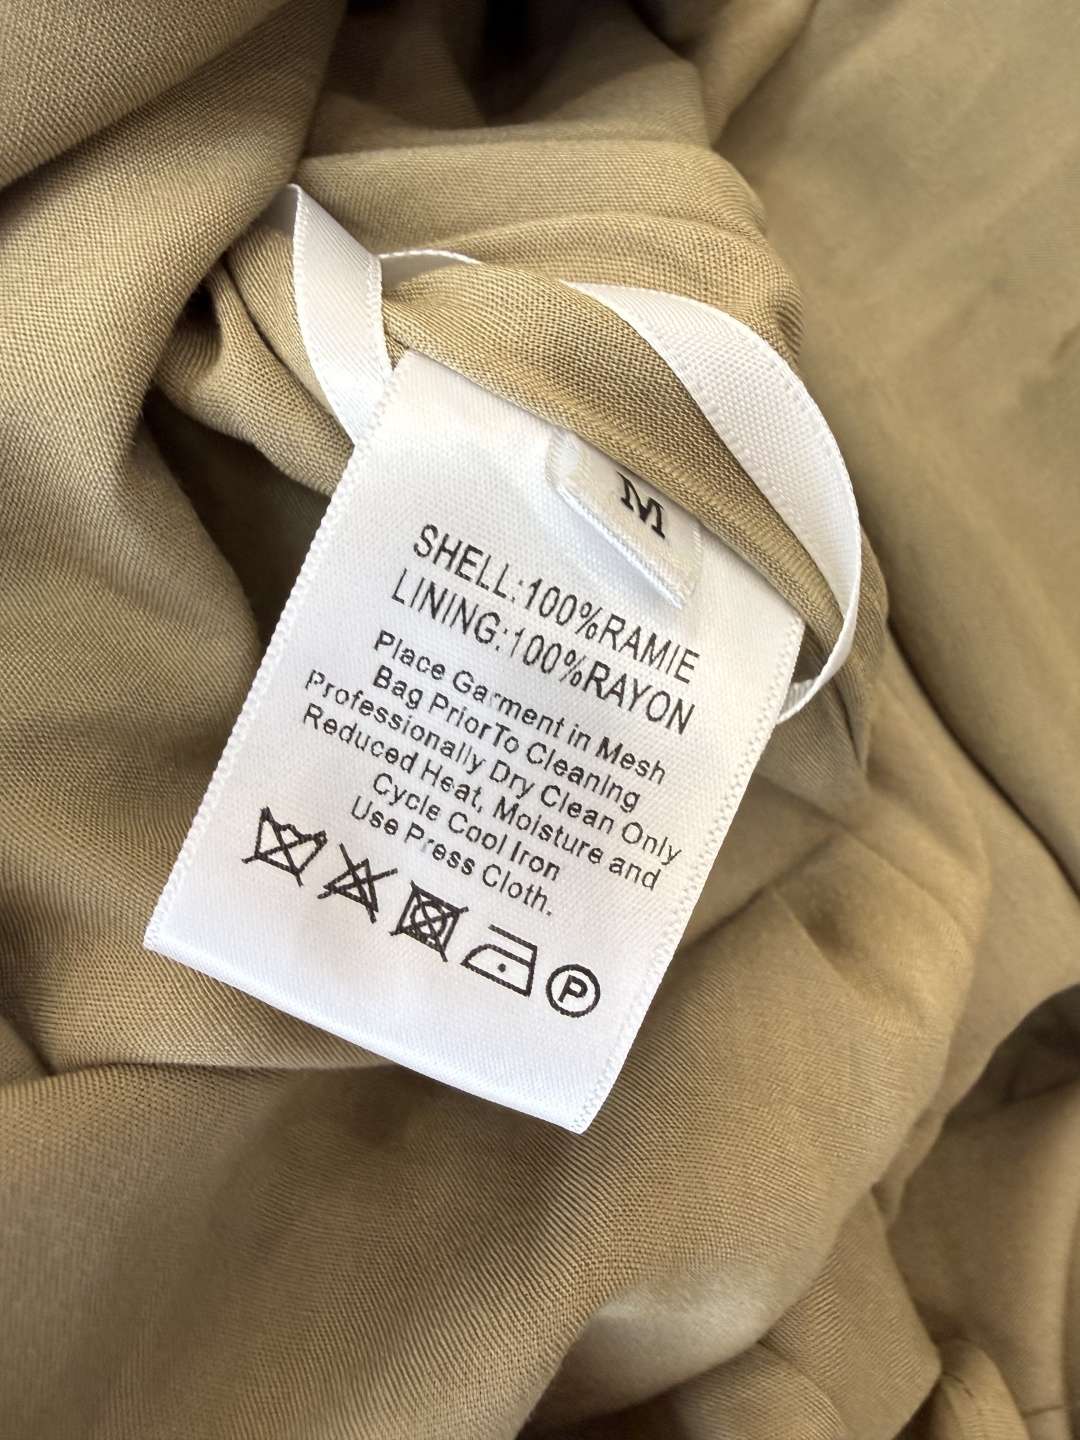 M
SHELL:100%RAMIE
LINING:100%RAYON
Place Garment in Mesh
Bag PriorTo Cleaning
Professionally Dry Clean Only
Reduced Heat, Moisture and
Cycle Cool Iron
Use Press Cloth.
P